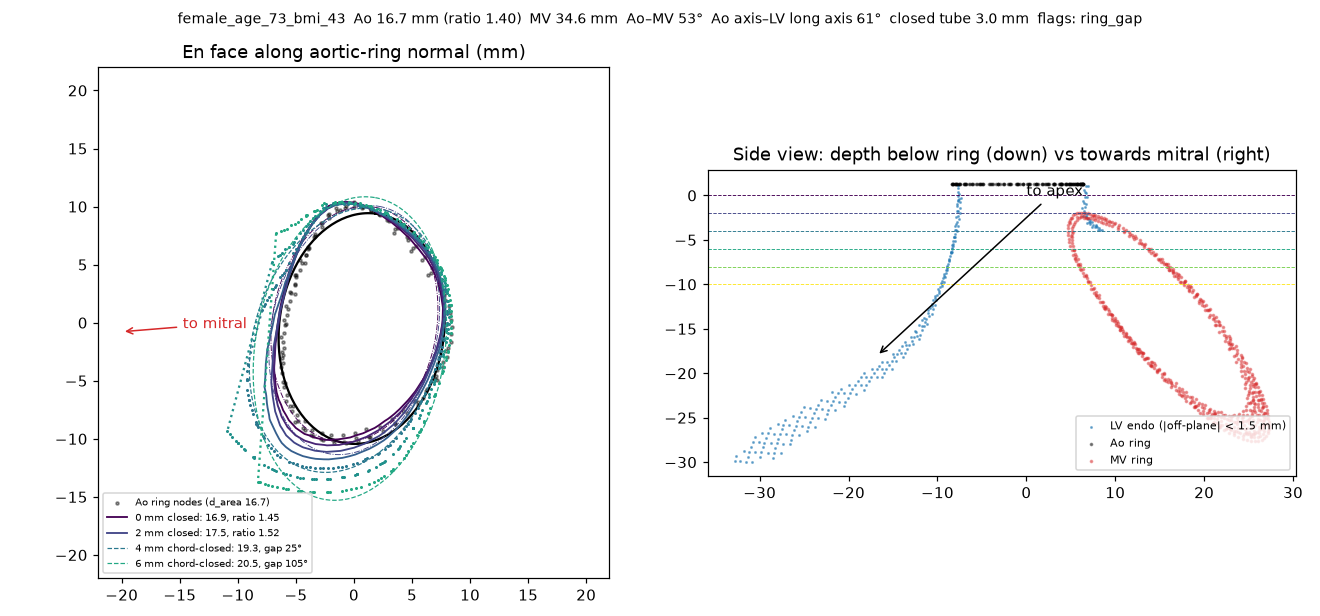 female_age_73_bmi_43  Ao 16.7 mm (ratio 1.40)  MV 34.6 mm  Ao–MV 53°  Ao axis–LV long axis 61°  closed tube 3.0 mm  flags: ring_gap
En face along aortic-ring normal (mm)
20
15
10
5
0
−5
−10
−15
−20
to mitral
Ao ring nodes (d_area 16.7)
0 mm closed: 16.9, ratio 1.45
2 mm closed: 17.5, ratio 1.52
4 mm chord-closed: 19.3, gap 25°
6 mm chord-closed: 20.5, gap 105°
−20 −15 −10 −5 0 5 10 15 20
Side view: depth below ring (down) vs towards mitral (right)
to apex
0
−5
−10
−15
−20
−25
−30
LV endo (|off-plane| < 1.5 mm)
Ao ring
MV ring
−30 −20 −10 0 10 20 30